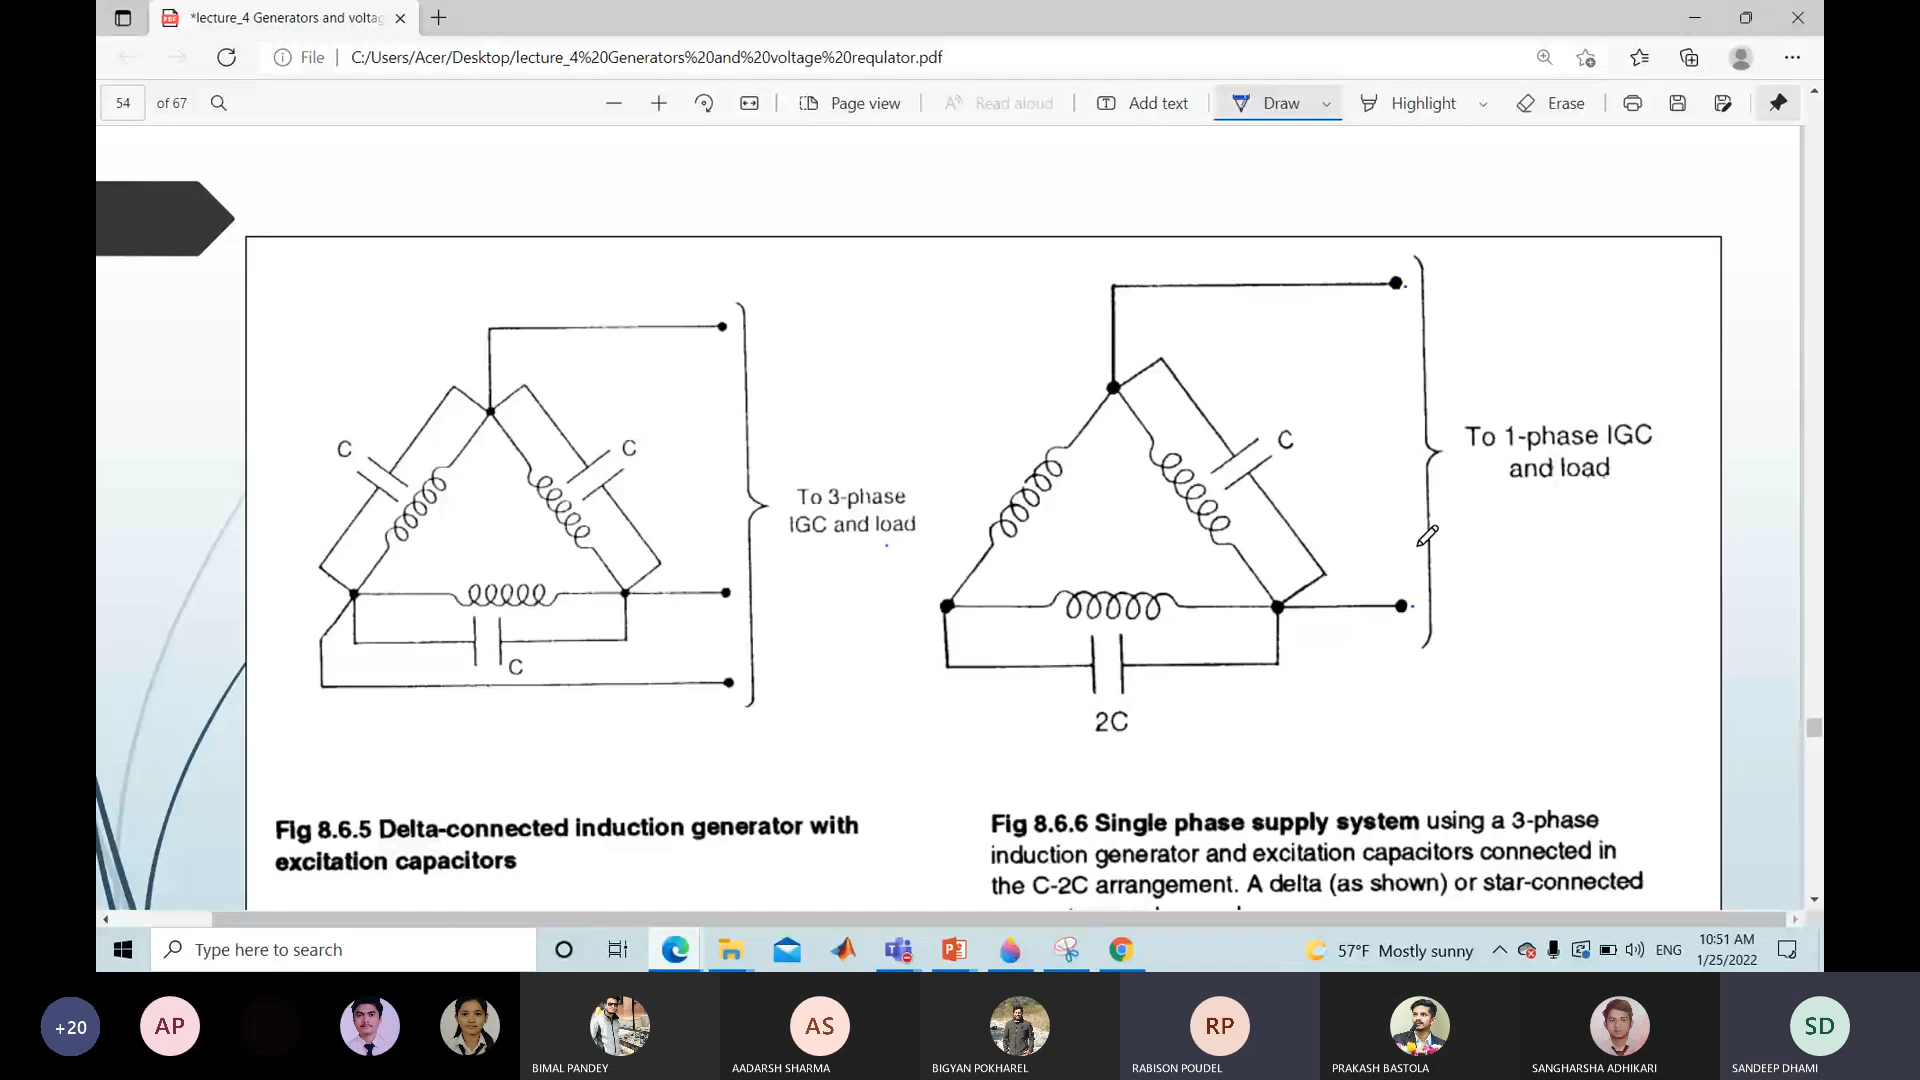 *lecture_4 Generators and volta
File
C:/Users/Acer/Desktop/lecture_4%20Generators%20and%20voltage%20requlator.pdf
54 of 67
Page view
Read aloud
Add text
Draw
Highlight
Erase
C
C
C
To 3-phase
IGC and load
C
2C
To 1-phase IGC
and load
Fig 8.6.5 Delta-connected induction generator with
excitation capacitors
Fig 8.6.6 Single phase supply system using a 3-phase
induction generator and excitation capacitors connected in
the C-2C arrangement. A delta (as shown) or star-connected
Type here to search
57°F Mostly sunny
ENG
10:51 AM
1/25/2022
+20
AP
AS
RP
SD
BIMAL PANDEY
AADARSH SHARMA
BIGYAN POKHAREL
RABISON POUDEL
PRAKASH BASTOLA
SANGHARSHA ADHIKARI
SANDEEP DHAMI